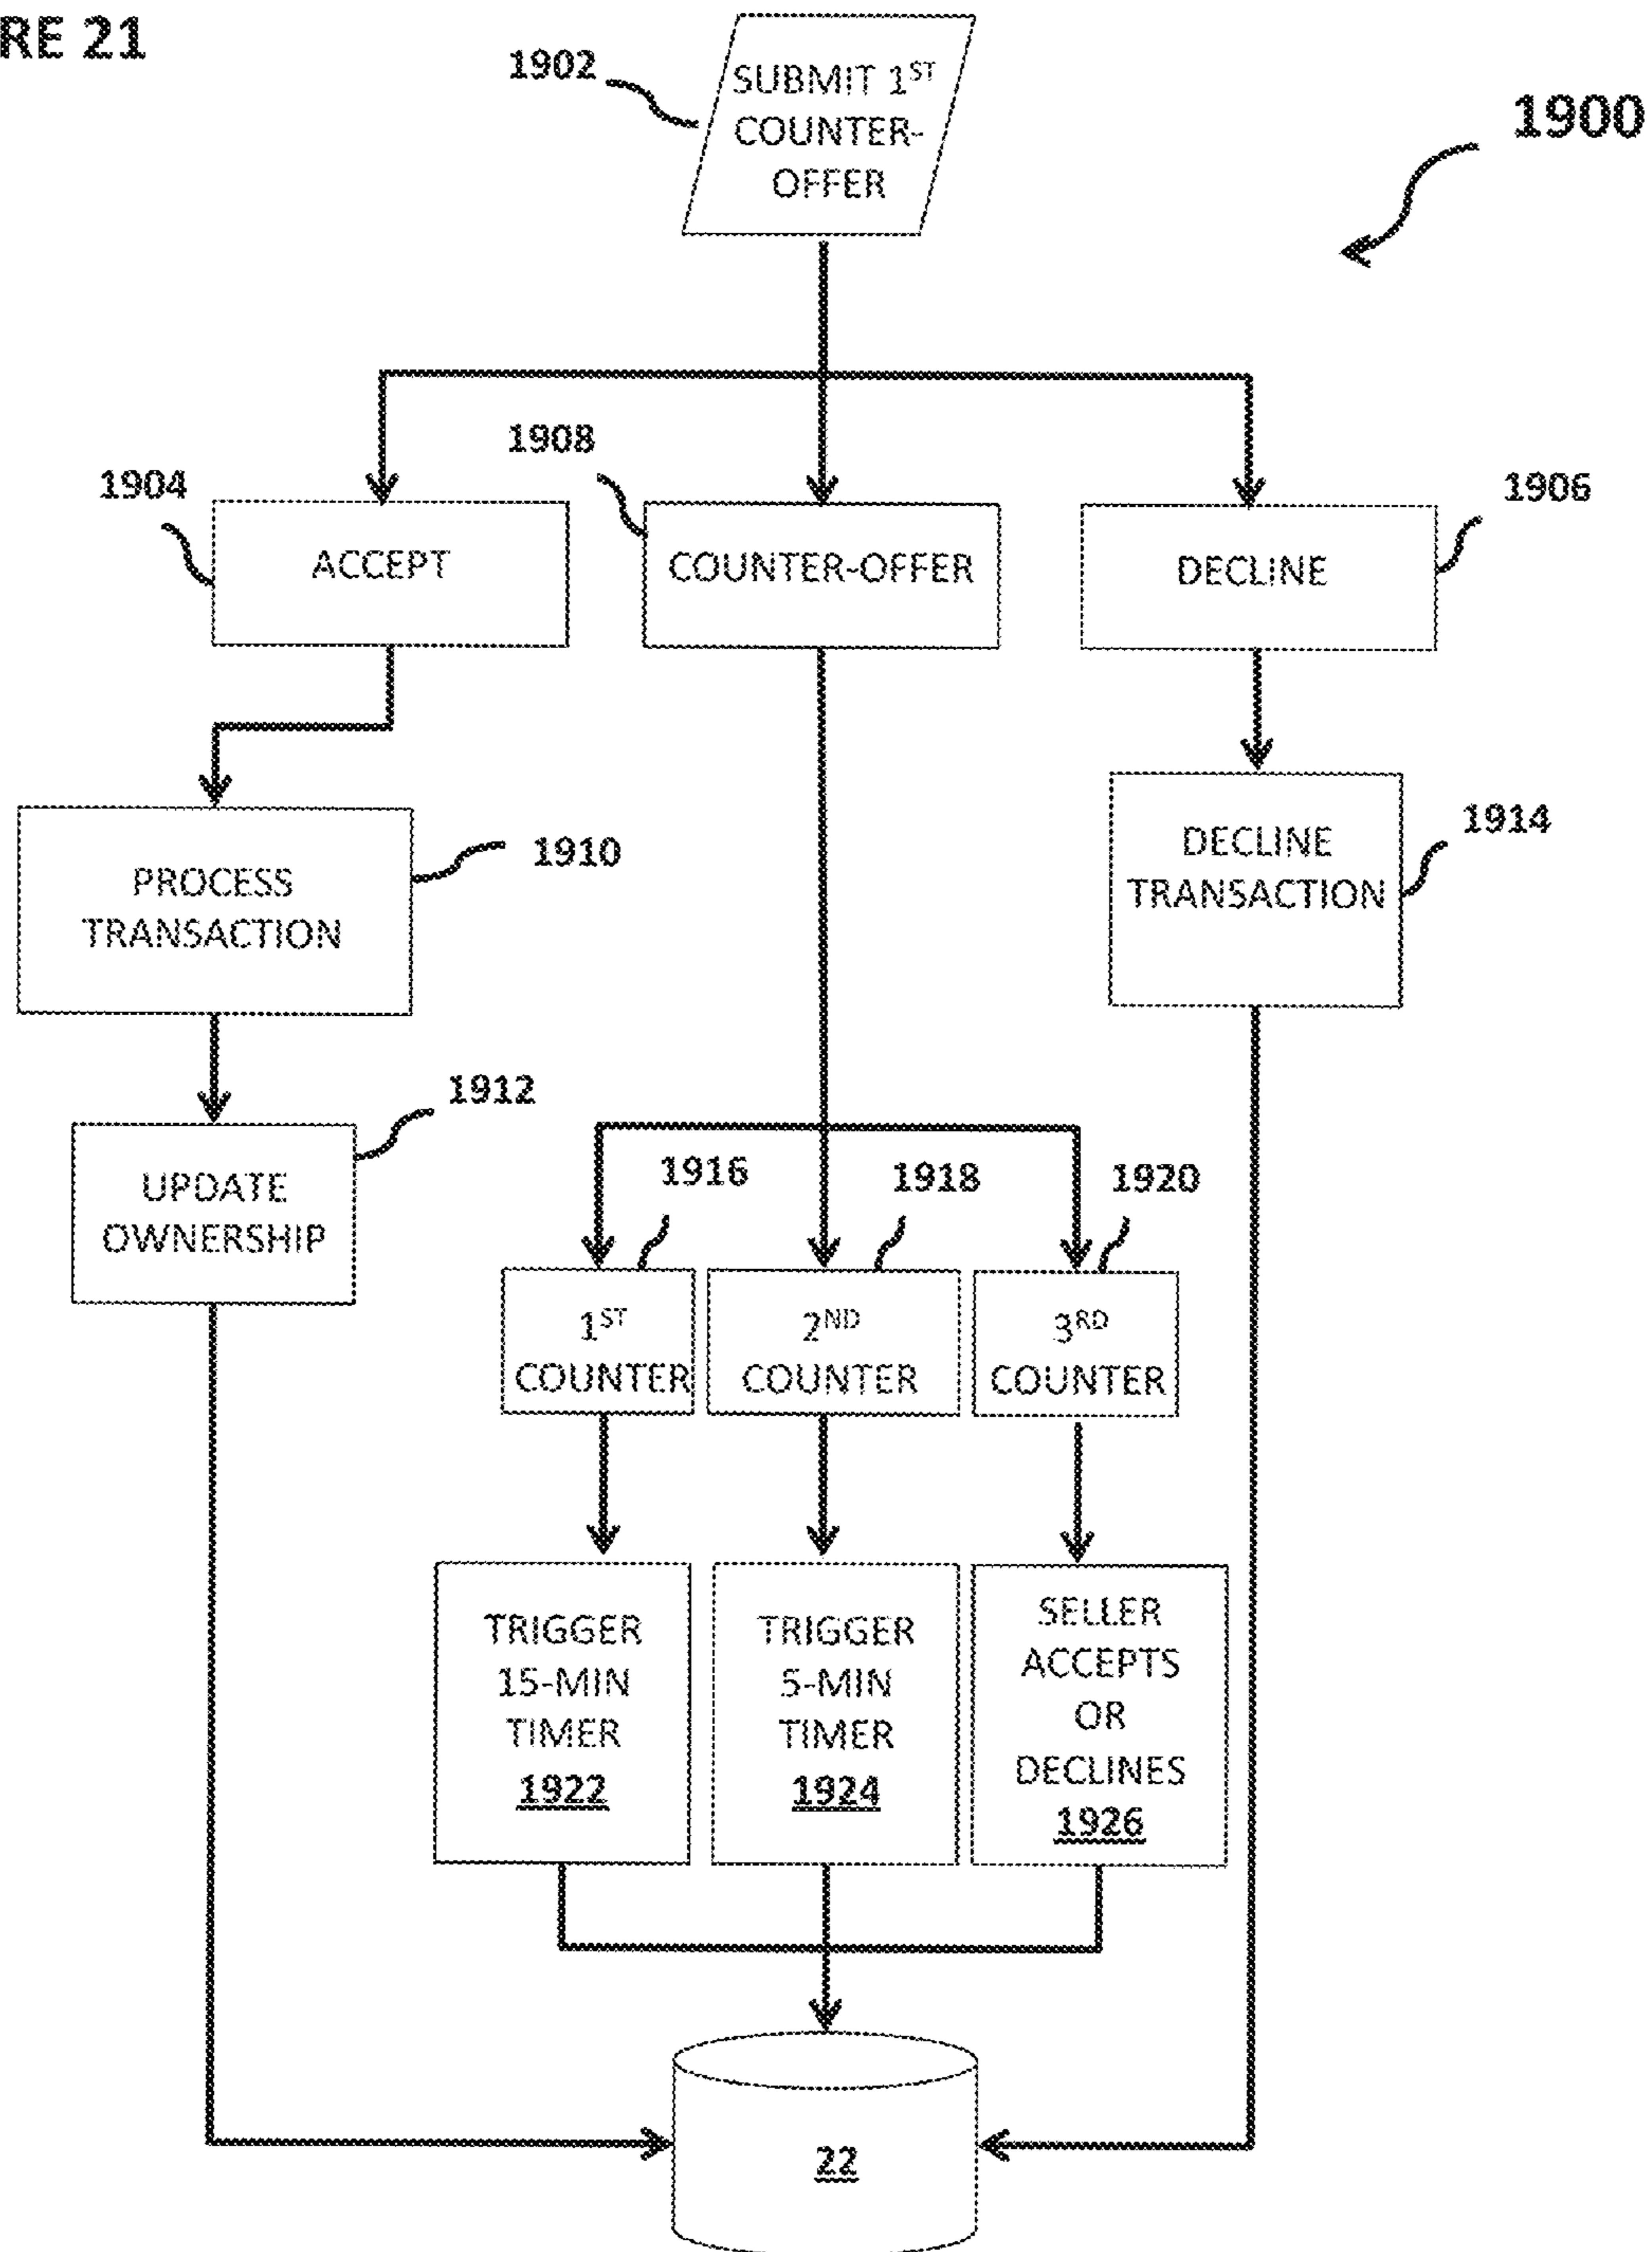 RE 21
1902
SUBMIT 1ST
COUNTER-
OFFER
1900
1904
ACCEPT
1908
COUNTER-OFFER
1906
DECLINE
PROCESS
TRANSACTION
1910
DECLINE
TRANSACTION
1914
1912
UPDATE
OWNERSHIP
1916
1918
1920
1ST
COUNTER
2ND
COUNTER
3RD
COUNTER
TRIGGER
15-MIN
TIMER
1922
TRIGGER
5-MIN
TIMER
1924
SELLER
ACCEPTS
OR
DECLINES
1926
22